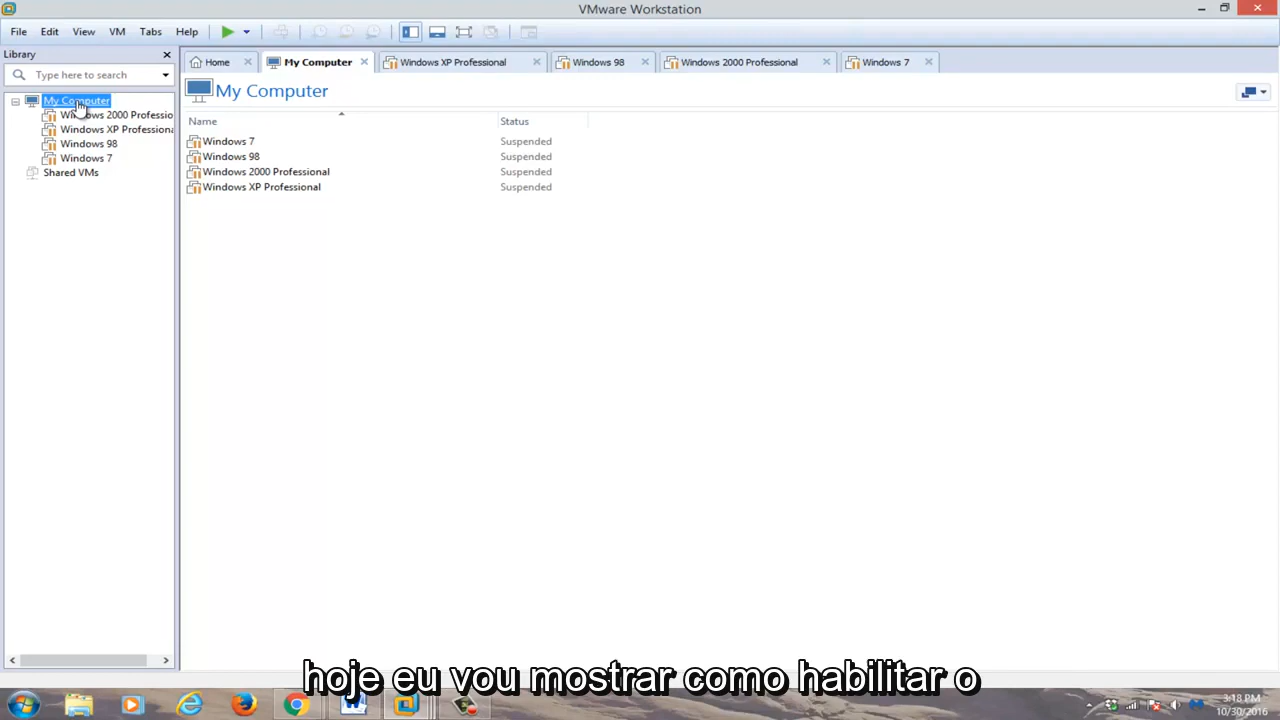 VMware Workstation
File Edit View VM Tabs Help
Library
Type here to search
My Computer
Windows 2000 Professio
Windows XP Professiona
Windows 98
Windows 7
Shared VMs
Home My Computer Windows XP Professional Windows 98 Windows 2000 Professional Windows 7
My Computer
Name Status
Windows 7 Suspended
Windows 98 Suspended
Windows 2000 Professional Suspended
Windows XP Professional Suspended
hoje eu vou mostrar como habilitar o
3:18 PM
10/30/2016